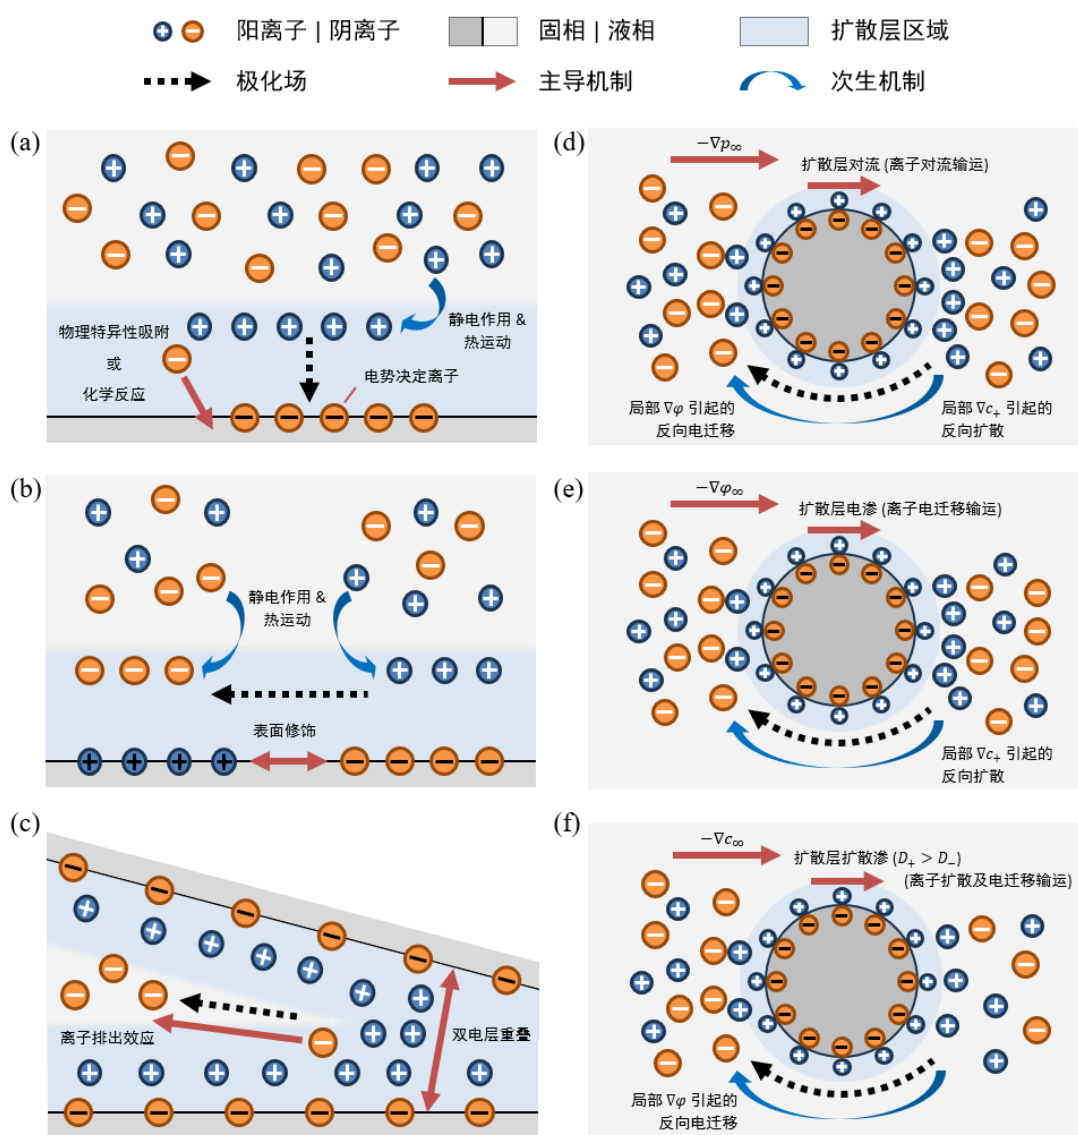 阳离子 | 阴离子
固相 | 液相
扩散层区域
极化场
主导机制
次生机制
(a)
物理特异性吸附
或
化学反应
静电作用 &
热运动
电势决定离子
(b)
静电作用 &
热运动
表面修饰
(c)
离子排出效应
双电层重叠
(d)
−∇p∞
扩散层对流 (离子对流输运)
局部 ∇φ 引起的
反向电迁移
局部 ∇c₊ 引起的
反向扩散
(e)
−∇φ∞
扩散层电渗 (离子电迁移输运)
局部 ∇c₊ 引起的
反向扩散
(f)
−∇c∞
扩散层扩散渗 (D₊ > D₋)
(离子扩散及电迁移输运)
局部 ∇φ 引起的
反向电迁移